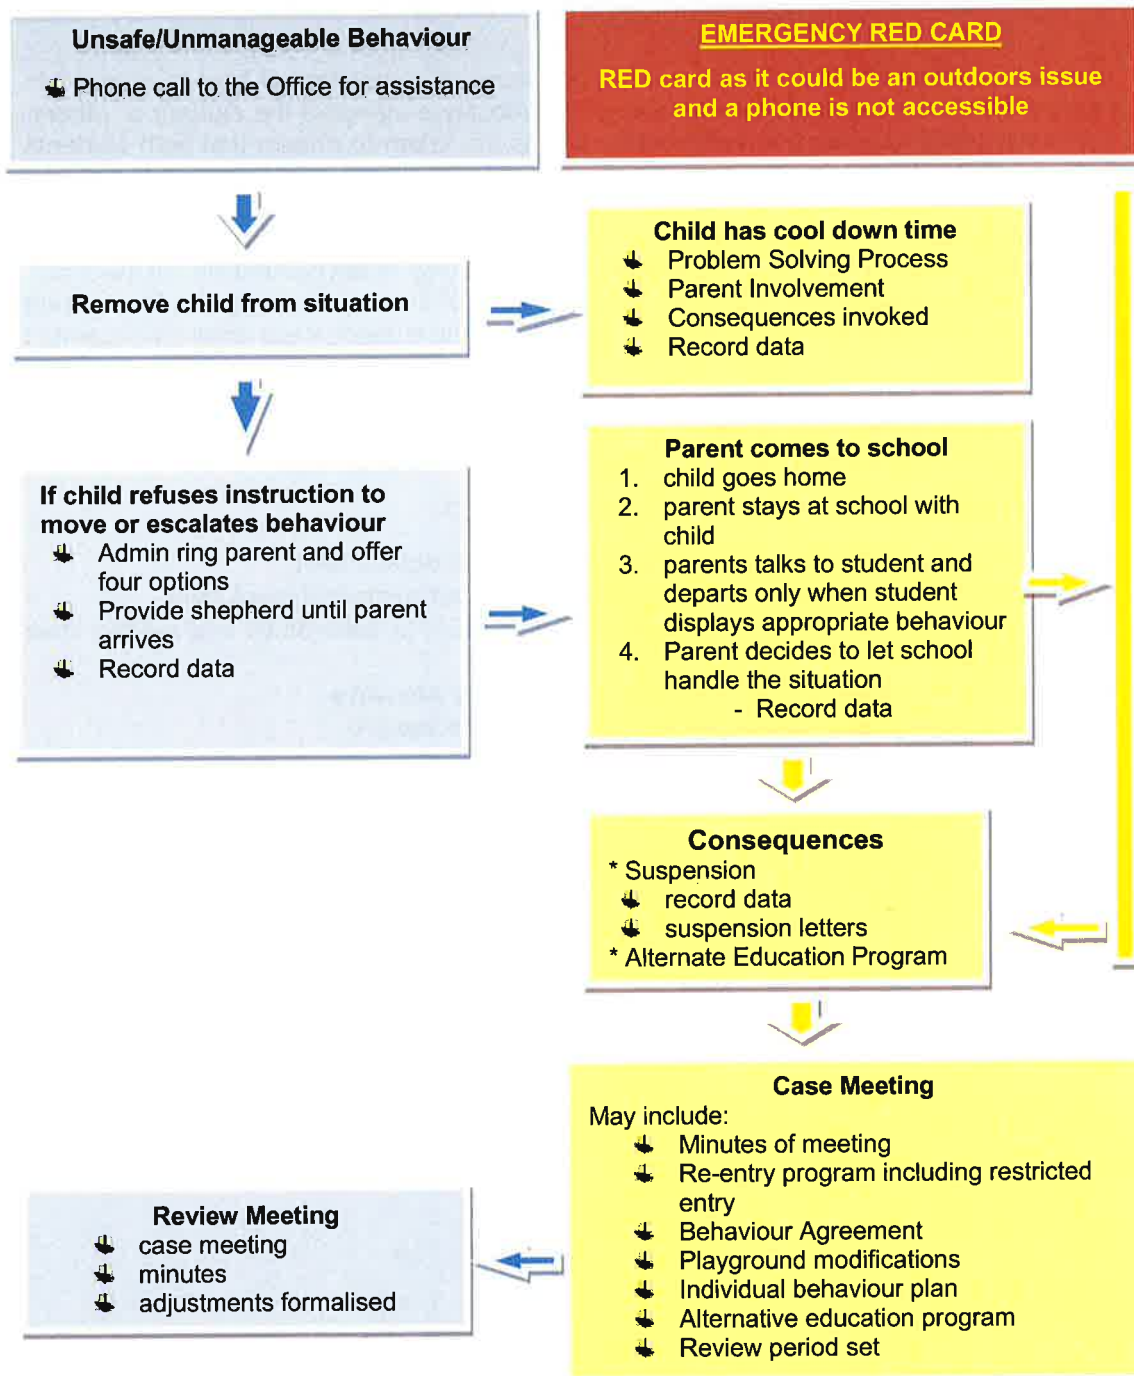 Unsafe/Unmanageable Behaviour
Phone call to the Office for assistance
EMERGENCY RED CARD
RED card as it could be an outdoors issue
and a phone is not accessible
Remove child from situation
Child has cool down time
Problem Solving Process
Parent Involvement
Consequences invoked
Record data
If child refuses instruction to
move or escalates behaviour
Admin ring parent and offer
four options
Provide shepherd until parent
arrives
Record data
Parent comes to school
1. child goes home
2. parent stays at school with
child
3. parents talks to student and
departs only when student
displays appropriate behaviour
4. Parent decides to let school
handle the situation
- Record data
Consequences
* Suspension
record data
suspension letters
* Alternate Education Program
Case Meeting
May include:
Minutes of meeting
Re-entry program including restricted
entry
Behaviour Agreement
Playground modifications
Individual behaviour plan
Alternative education program
Review period set
Review Meeting
case meeting
minutes
adjustments formalised